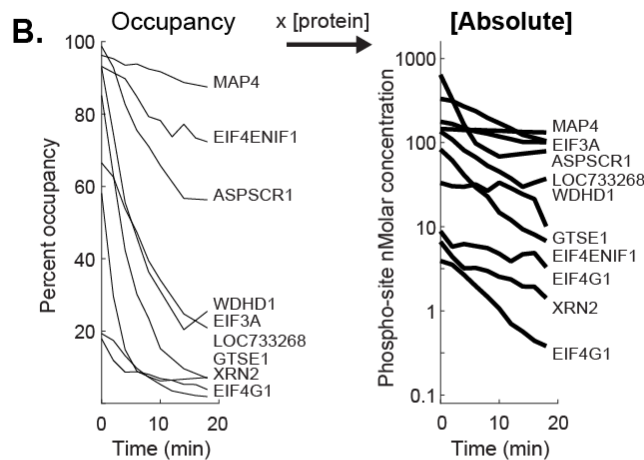 B.
Occupancy
x [protein]
[Absolute]
Percent occupancy
100
80
60
40
20
0
10
20
Time (min)
MAP4
EIF4ENIF1
ASPSCR1
WDHD1
EIF3A
LOC733268
GTSE1
XRN2
EIF4G1
Phospho-site nMolar concentration
1000
100
10
1
0.1
0
10
20
Time (min)
MAP4
EIF3A
ASPSCR1
LOC733268
WDHD1
GTSE1
EIF4ENIF1
EIF4G1
XRN2
EIF4G1